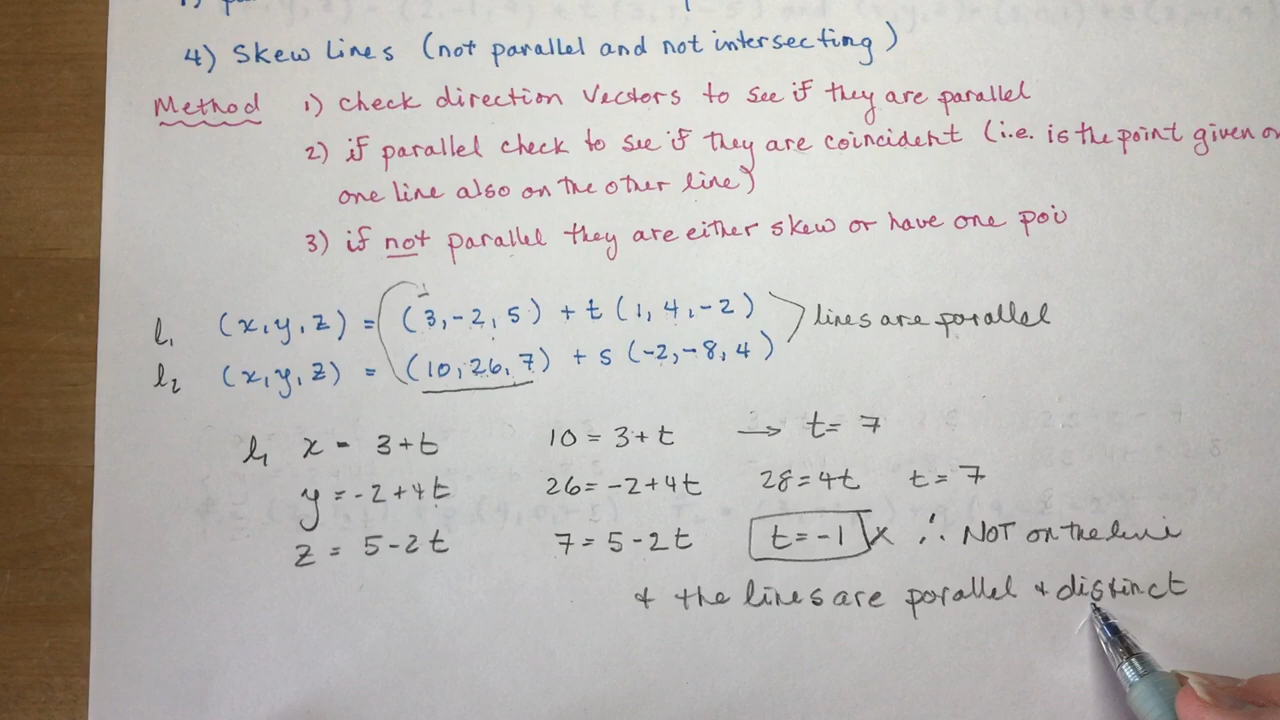 4) Skew Lines (not parallel and not intersecting)
Method 1) check direction vectors to see if they are parallel
2) if parallel check to see if they are coincident (i.e. is the point given on
one line also on the other line)
3) if not parallel they are either skew or have one poi
l₁ (x,y,z) = (3,-2,5) + t (1,4,-2) lines are parallel
l₂ (x,y,z) = (10,26,7) + s (-2,-8,4)
l₁ x = 3+t 10 = 3+t → t= 7
y = -2+4t 26= -2+4t 28=4t t=7
z = 5-2t 7=5-2t t=-1 x ∴ NOT on the line
+ the lines are parallel + distinct